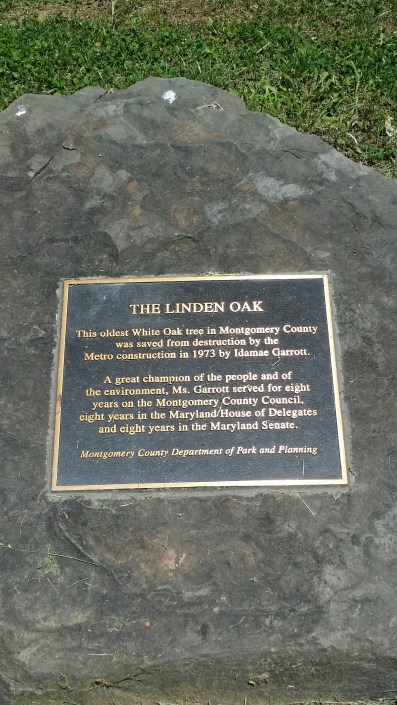 THE LINDEN OAK
This oldest White Oak tree in Montgomery County
was saved from destruction by the
Metro construction in 1973 by Idamae Garrott.
A great champion of the people and of
the environment, Ms. Garrott served for eight
years on the Montgomery County Council,
eight years in the Maryland House of Delegates
and eight years in the Maryland Senate.
Montgomery County Department of Park and Planning